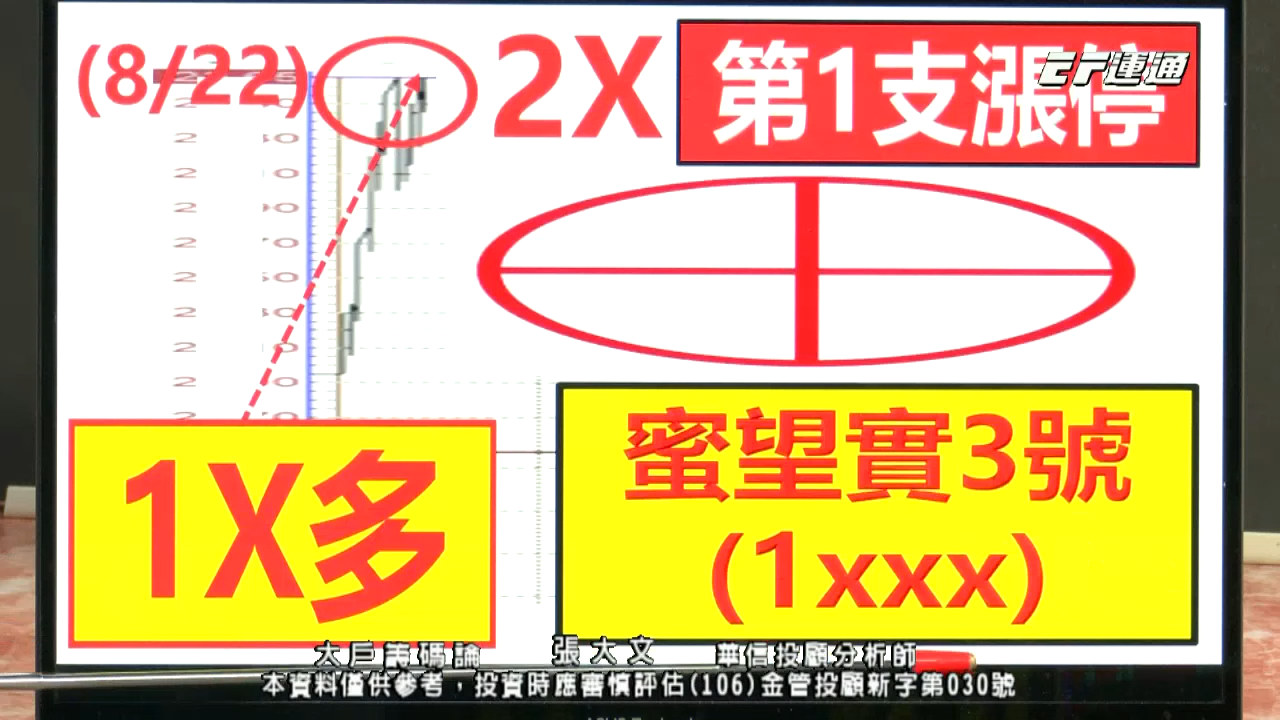 (8/22)
2X
第1支漲停
運通
1X多
蜜望實3號
(1xxx)
大戶籌碼論 張大文 華信投顧分析師
本資料僅供參考，投資時應審慎評估(106)金管投顧新字第030號